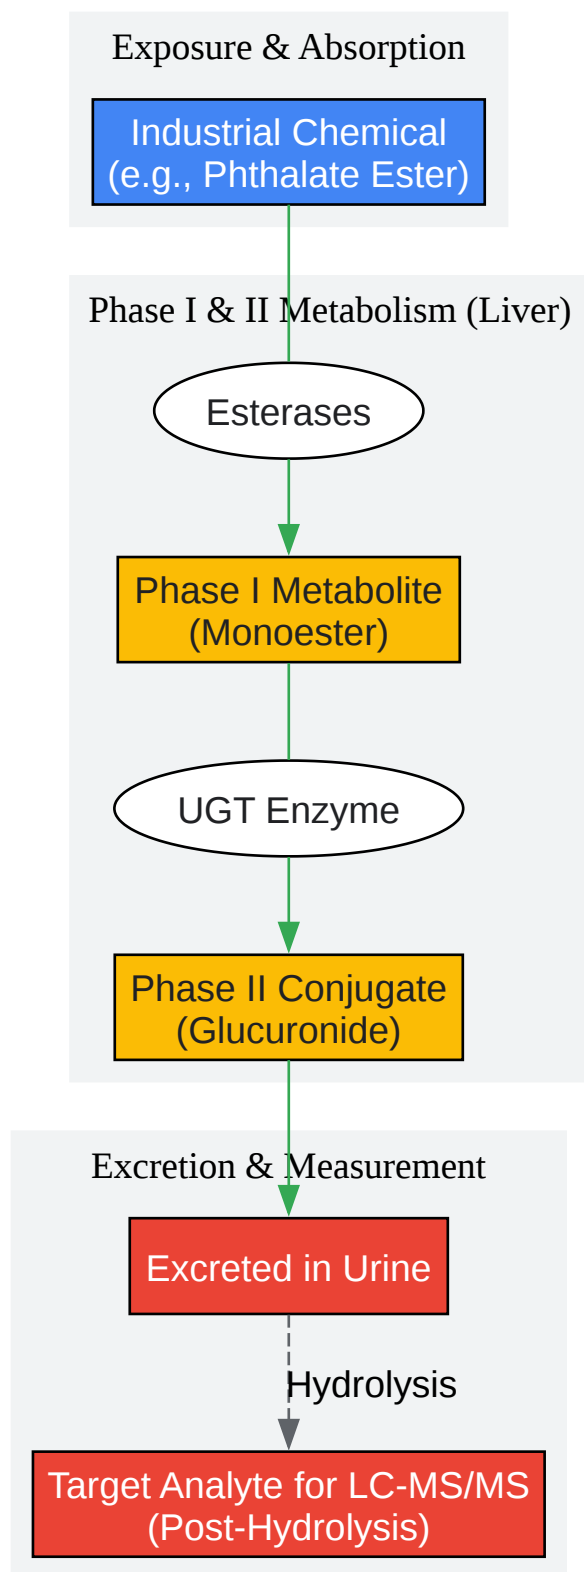 Exposure & Absorption
Industrial Chemical
(e.g., Phthalate Ester)
Phase I & II Metabolism (Liver)
Esterases
Phase I Metabolite
(Monoester)
UGT Enzyme
Phase II Conjugate
(Glucuronide)
Excretion & Measurement
Excreted in Urine
Hydrolysis
Target Analyte for LC-MS/MS
(Post-Hydrolysis)